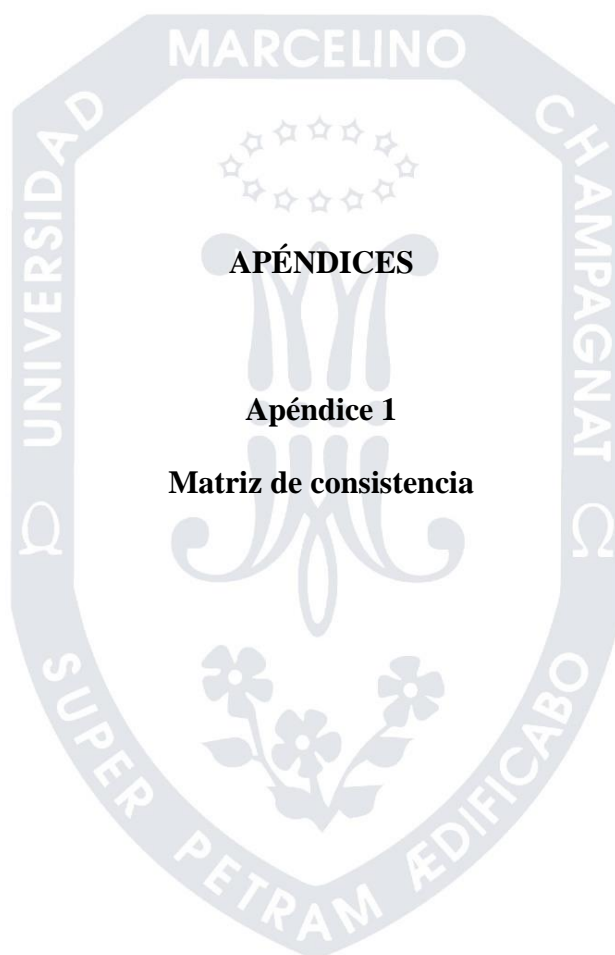 UNIVERSIDAD MARCELINO CHAMPAGNAT
APÉNDICES
Apéndice 1
Matriz de consistencia
SUPER PETRAM ÆDIFICABO